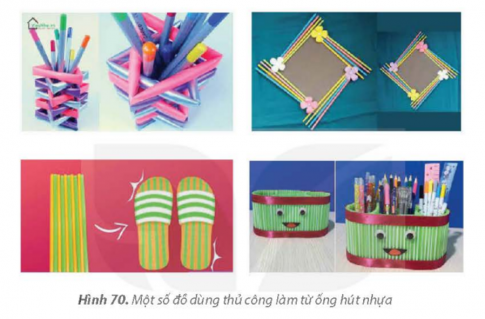 Hình 70. Một số đồ dùng thủ công làm từ ống hút nhựa